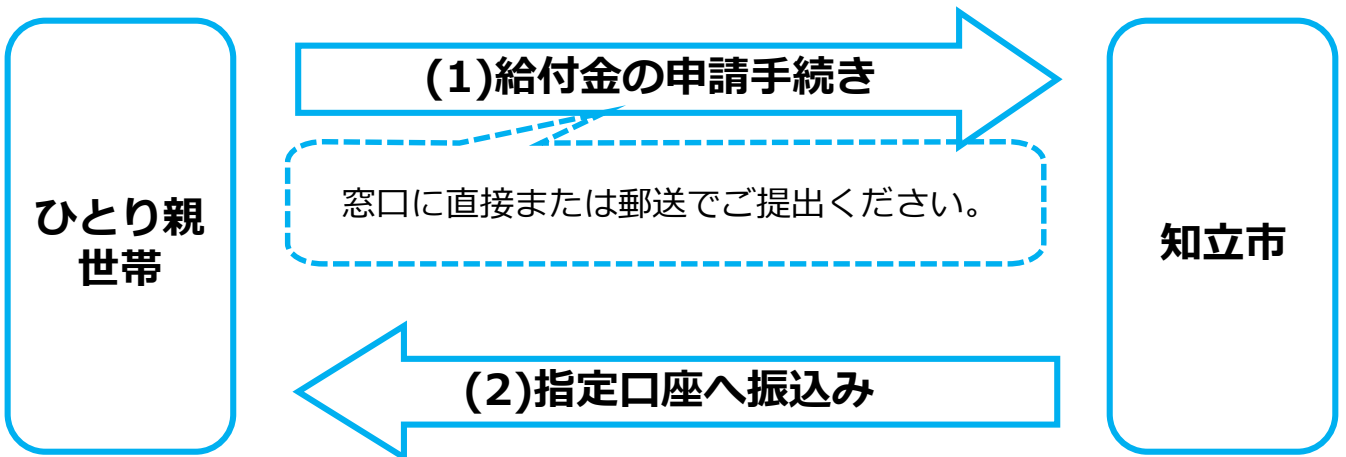 ひとり親
世帯
(1)給付金の申請手続き
窓口に直接または郵送でご提出ください。
(2)指定口座へ振込み
知立市